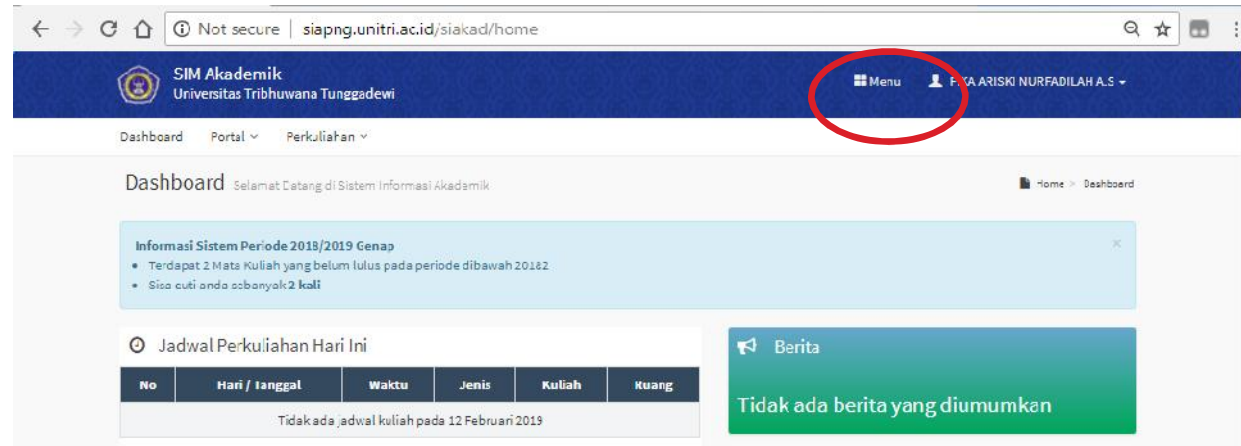 Not secure | siapng.unitri.ac.id/siakad/home
SIM Akademik
Universitas Tribhuwana Tunggadewi
Menu
ARISKI NURFADILAH A.S
Dashboard Portal Perkuliahan
Dashboard Selamat Datang di Sistem Informasi Akademik
Home > Dashboard
Informasi Sistem Periode 2018/2019 Genap
×
• Terdapat 2 Mata Kuliah yang belum lulus pada periode dibawah 20182
• Sisa cuti anda sebanyak 2 kali
Jadwal Perkuliahan Hari Ini
No Hari / Tanggal Waktu Jenis Kuliah Ruang
Tidak ada jadwal kuliah pada 12 Februari 2019
Berita
Tidak ada berita yang diumumkan